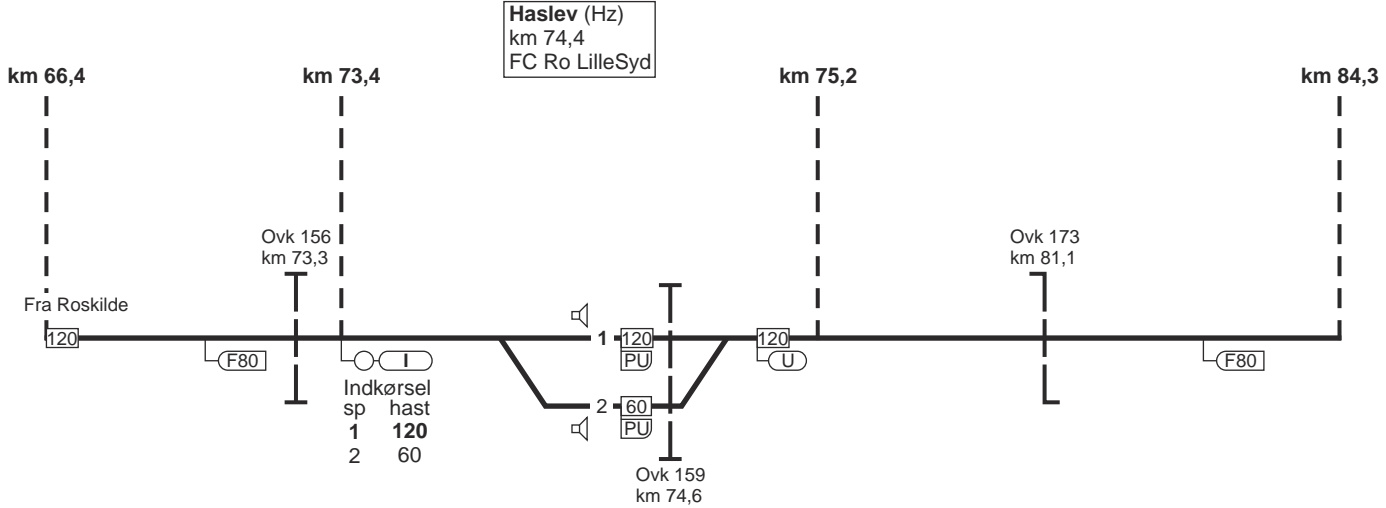 Haslev (Hz)
km 74,4
FC Ro LilleSyd
km 66,4
km 73,4
km 75,2
km 84,3
Ovk 156
km 73,3
Ovk 173
km 81,1
Fra Roskilde
120
1
120
120
F80
I
PU
U
F80
Indkørsel
sp hast
1 120
2 60
2
60
PU
Ovk 159
km 74,6